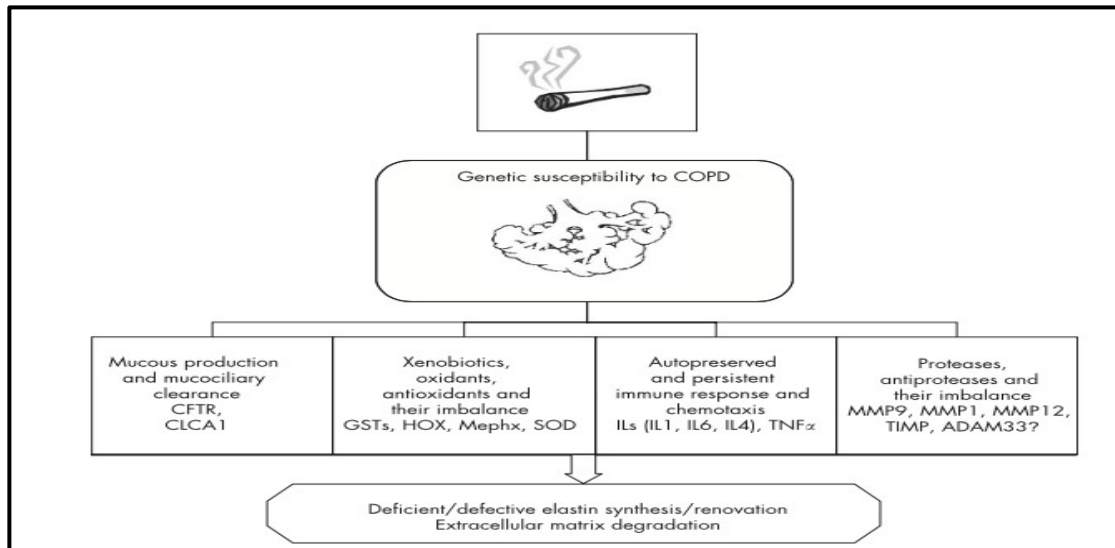 Genetic susceptibility to COPD
Mucous production
and mucociliary
clearance
CFTR,
CLCA1
Xenobiotics,
oxidants,
antioxidants and
their imbalance
GSTs, HOX, Mephx, SOD
Autopreserved
and persistent
immune response and
chemotaxis
ILs (IL1, IL6, IL4), TNFα
Proteases,
antiproteases and
their imbalance
MMP9, MMP1, MMP12,
TIMP, ADAM33?
Deficient/defective elastin synthesis/renovation
Extracellular matrix degradation